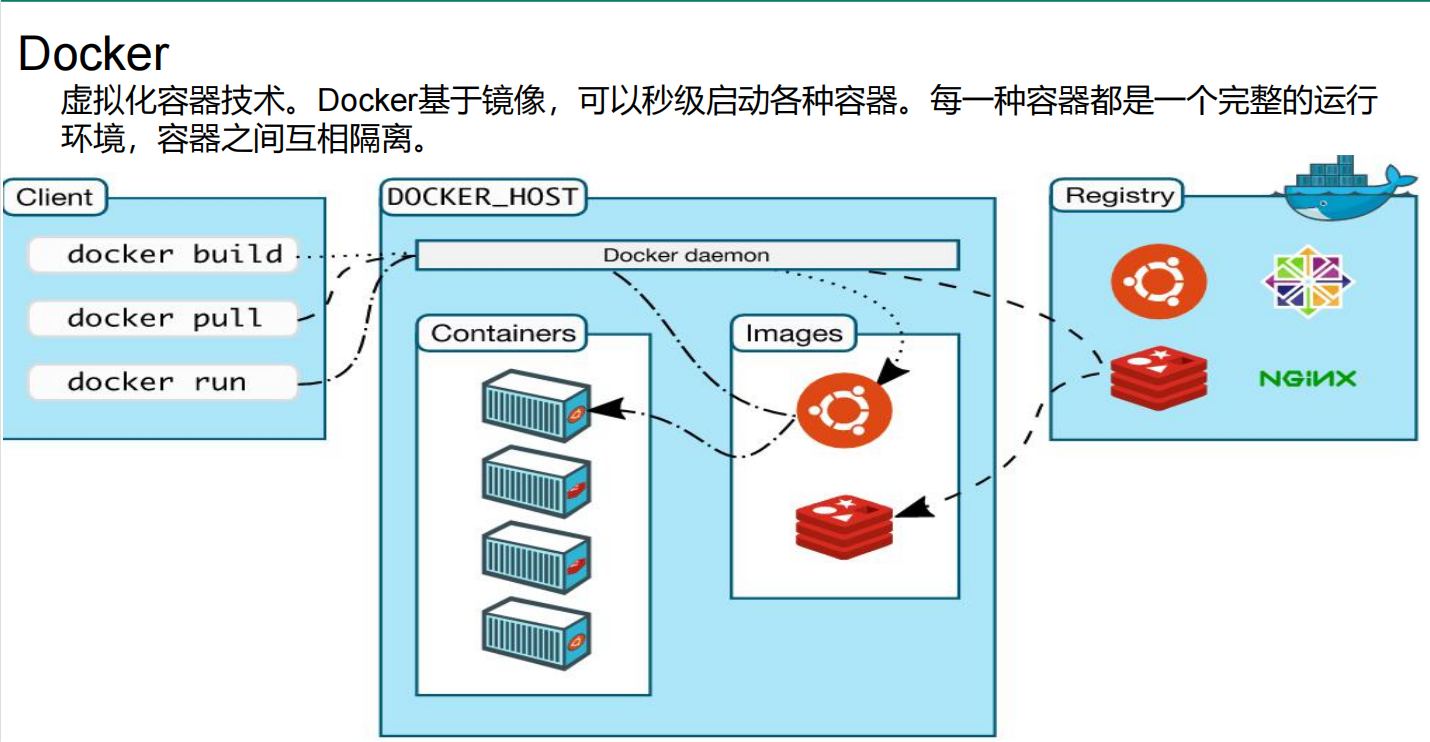 Docker
虚拟化容器技术。Docker基于镜像，可以秒级启动各种容器。每一种容器都是一个完整的运行
环境，容器之间互相隔离。
Client
DOCKER_HOST
Registry
docker build
Docker daemon
docker pull
Containers
Images
docker run
NGiNX